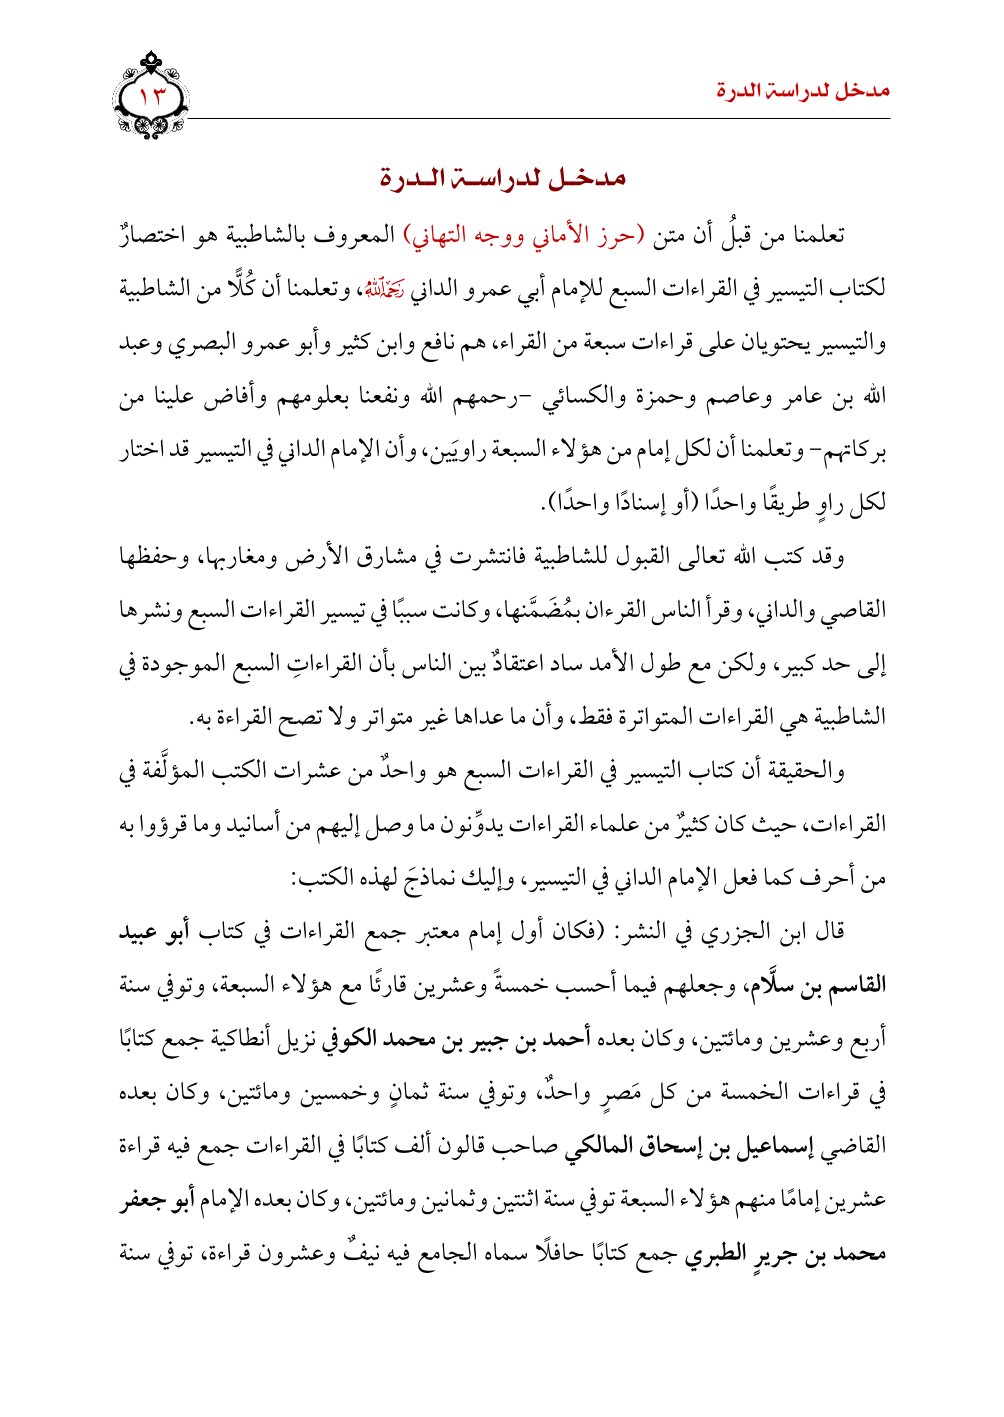 مدخل لدراسة الدرة
١٣
مدخـل لدراسـة الـدرة
تعلمنا من قبلُ أن متن (حرز الأماني ووجه التهاني) المعروف بالشاطبية هو اختصارٌ
لكتاب التيسير في القراءات السبع للإمام أبي عمرو الداني رَحِمَهُ اللَّهُ، وتعلمنا أن كُلًّا من الشاطبية
والتيسير يحتويان على قراءات سبعة من القراء، هم نافع وابن كثير وأبو عمرو البصري وعبد
الله بن عامر وعاصم وحمزة والكسائي -رحمهم الله ونفعنا بعلومهم وأفاض علينا من
بركاتهم- وتعلمنا أن لكل إمام من هؤلاء السبعة راويَين، وأن الإمام الداني في التيسير قد اختار
لكل راوٍ طريقًا واحدًا (أو إسنادًا واحدًا).
وقد كتب الله تعالى القبول للشاطبية فانتشرت في مشارق الأرض ومغاربها، وحفظها
القاصي والداني، وقرأ الناس القرءان بمُضَمَّنها، وكانت سببًا في تيسير القراءات السبع ونشرها
إلى حد كبير، ولكن مع طول الأمد ساد اعتقادٌ بين الناس بأن القراءاتِ السبع الموجودة في
الشاطبية هي القراءات المتواترة فقط، وأن ما عداها غير متواتر ولا تصح القراءة به.
والحقيقة أن كتاب التيسير في القراءات السبع هو واحدٌ من عشرات الكتب المؤلَّفة في
القراءات، حيث كان كثيرٌ من علماء القراءات يدوِّنون ما وصل إليهم من أسانيد وما قرؤوا به
من أحرف كما فعل الإمام الداني في التيسير، وإليك نماذجَ لهذه الكتب:
قال ابن الجزري في النشر: (فكان أول إمام معتبر جمع القراءات في كتاب أبو عبيد
القاسم بن سلَّام، وجعلهم فيما أحسب خمسةً وعشرين قارئًا مع هؤلاء السبعة، وتوفي سنة
أربع وعشرين ومائتين، وكان بعده أحمد بن جبير بن محمد الكوفي نزيل أنطاكية جمع كتابًا
في قراءات الخمسة من كل مَصرٍ واحدٌ، وتوفي سنة ثمانٍ وخمسين ومائتين، وكان بعده
القاضي إسماعيل بن إسحاق المالكي صاحب قالون ألف كتابًا في القراءات جمع فيه قراءة
عشرين إمامًا منهم هؤلاء السبعة توفي سنة اثنتين وثمانين ومائتين، وكان بعده الإمام أبو جعفر
محمد بن جريرٍ الطبري جمع كتابًا حافلًا سماه الجامع فيه نيفٌ وعشرون قراءة، توفي سنة